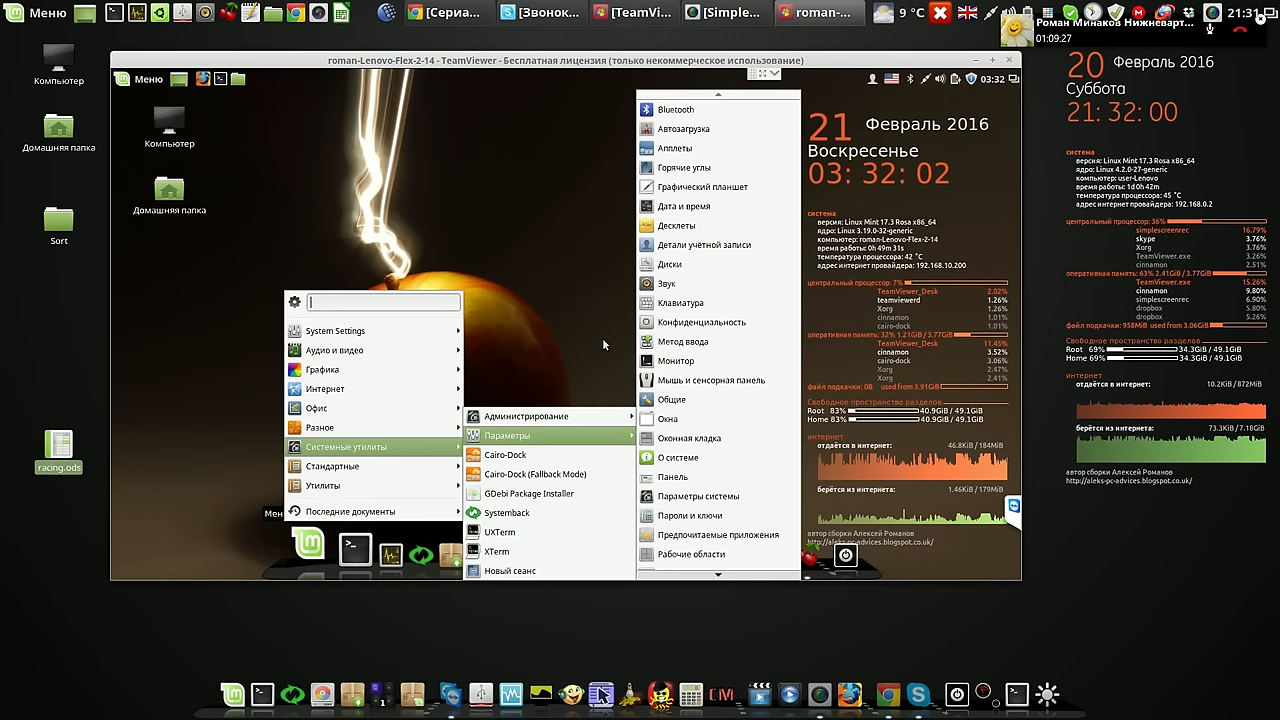 Меню
[Сериа...
[Звонок...
[TeamVi...
[Simple...
roman-...
9 °C
21:31
Роман Минаков Нижневарт...
01:09:27
Компьютер
Домашняя папка
Sort
racing.ods
roman-Lenovo-Flex-2-14 - TeamViewer - Бесплатная лицензия (только некоммерческое использование)
Меню
03:32
Компьютер
Домашняя папка
System Settings
Аудио и видео
Графика
Интернет
Офис
Разное
Системные утилиты
Стандартные
Утилиты
Последние документы
Мен
Администрирование
Параметры
Cairo-Dock
Cairo-Dock (Fallback Mode)
GDebi Package Installer
Systemback
UXTerm
XTerm
Новый сеанс
Bluetooth
Автозагрузка
Апплеты
Горячие углы
Графический планшет
Дата и время
Десклеты
Детали учётной записи
Диски
Звук
Клавиатура
Конфиденциальность
Метод ввода
Монитор
Мышь и сенсорная панель
Общие
Окна
Оконная кладка
О системе
Панель
Параметры системы
Пароли и ключи
Предпочитаемые приложения
Рабочие области
21 Февраль 2016
Воскресенье
03: 32: 02
система
версия: Linux Mint 17.3 Rosa x86_64
ядро: Linux 3.19.0-32-generic
компьютер: roman-Lenovo-Flex-2-14
время работы: 0h 49m 31s
температура процессора: 42 °C
адрес интернет провайдера: 192.168.10.200
центральный процессор: 7%
TeamViewer_Desk 2.02%
teamviewerd 1.26%
Xorg 1.26%
cinnamon 1.01%
cairo-dock 1.01%
оперативная память: 32% 1.21GiB / 3.77GiB
TeamViewer_Desk 11.45%
cinnamon 3.52%
cairo-dock 3.06%
Xorg 2.47%
Xorg 2.41%
файл подкачки: 0B used from 3.91GiB
Свободное пространство разделов
Root 83% 40.9GiB / 49.1GiB
Home 83% 40.9GiB / 49.1GiB
интернет
отдаётся в интернет: 46.8KiB / 184MiB
берётся из интернета: 1.46KiB / 179MiB
автор сборки Алексей Романов
http://aleks-pc-advices.blogspot.co.uk/
20 Февраль 2016
Суббота
21: 32: 00
система
версия: Linux Mint 17.3 Rosa x86_64
ядро: Linux 4.2.0-27-generic
компьютер: user-Lenovo
время работы: 1d 0h 42m
температура процессора: 45 °C
адрес интернет провайдера: 192.168.0.2
центральный процессор: 36%
simplescreenrec 16.79%
skype 3.76%
Xorg 3.76%
TeamViewer.exe 3.26%
cinnamon 2.51%
оперативная память: 63% 2.41GiB / 3.77GiB
TeamViewer.exe 15.26%
cinnamon 9.80%
simplescreenrec 6.90%
dropbox 5.26%
dropbox 5.26%
файл подкачки: 958MiB used from 3.06GiB
Свободное пространство разделов
Root 69% 34.3GiB / 49.1GiB
Home 69% 34.3GiB / 49.1GiB
интернет
отдаётся в интернет: 10.2KiB / 872MiB
берётся из интернета: 73.3KiB / 7.18GiB
автор сборки Алексей Романов
http://aleks-pc-advices.blogspot.co.uk/